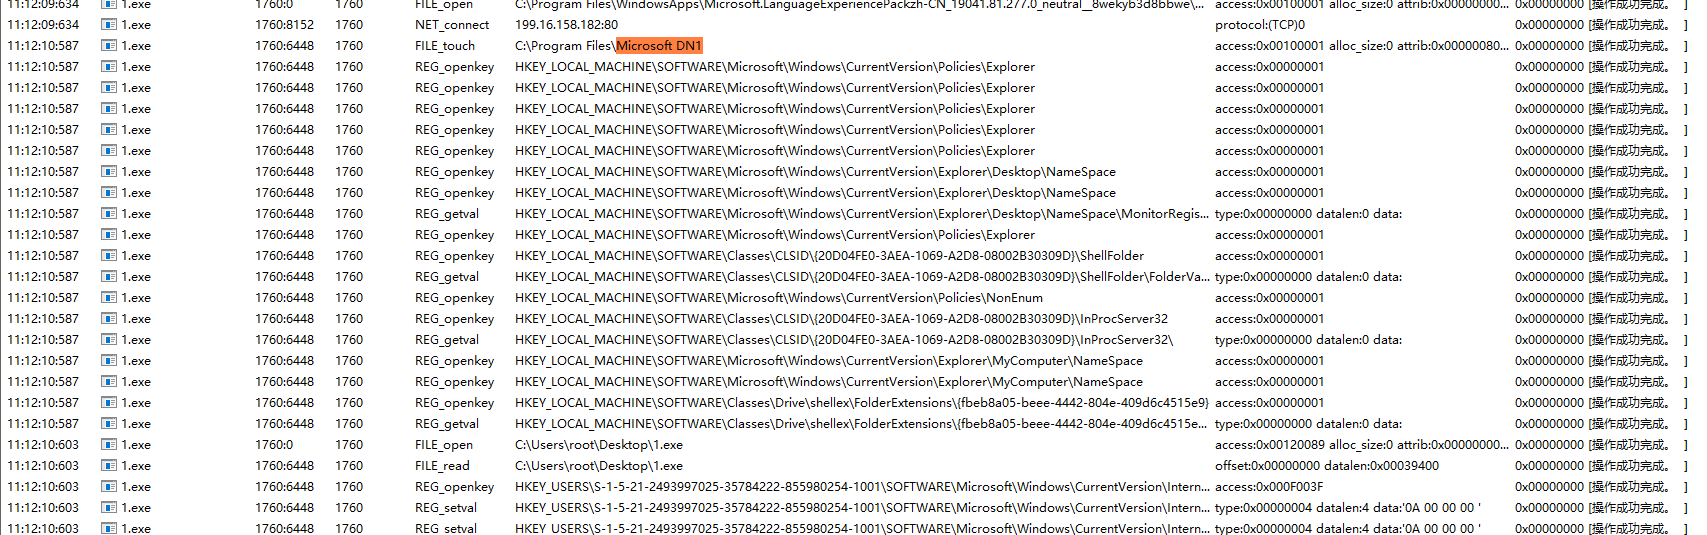 11:12:09:634 1.exe 1760:0 1760 FILE_open C:\Program Files\WindowsApps\Microsoft.LanguageExperiencePackzh-CN_19041.81.277.0_neutral__8wekyb3d8bbwe\... access:0x00100001 alloc_size:0 attrib:0x00000000... 0x00000000 [操作成功完成。 ]
11:12:09:634 1.exe 1760:8152 1760 NET_connect 199.16.158.182:80 protocol:(TCP)0 0x00000000 [操作成功完成。 ]
11:12:10:587 1.exe 1760:6448 1760 FILE_touch C:\Program Files\Microsoft DN1 access:0x00100001 alloc_size:0 attrib:0x00000080... 0x00000000 [操作成功完成。 ]
11:12:10:587 1.exe 1760:6448 1760 REG_openkey HKEY_LOCAL_MACHINE\SOFTWARE\Microsoft\Windows\CurrentVersion\Policies\Explorer access:0x00000001 0x00000000 [操作成功完成。 ]
11:12:10:587 1.exe 1760:6448 1760 REG_openkey HKEY_LOCAL_MACHINE\SOFTWARE\Microsoft\Windows\CurrentVersion\Policies\Explorer access:0x00000001 0x00000000 [操作成功完成。 ]
11:12:10:587 1.exe 1760:6448 1760 REG_openkey HKEY_LOCAL_MACHINE\SOFTWARE\Microsoft\Windows\CurrentVersion\Policies\Explorer access:0x00000001 0x00000000 [操作成功完成。 ]
11:12:10:587 1.exe 1760:6448 1760 REG_openkey HKEY_LOCAL_MACHINE\SOFTWARE\Microsoft\Windows\CurrentVersion\Policies\Explorer access:0x00000001 0x00000000 [操作成功完成。 ]
11:12:10:587 1.exe 1760:6448 1760 REG_openkey HKEY_LOCAL_MACHINE\SOFTWARE\Microsoft\Windows\CurrentVersion\Policies\Explorer access:0x00000001 0x00000000 [操作成功完成。 ]
11:12:10:587 1.exe 1760:6448 1760 REG_openkey HKEY_LOCAL_MACHINE\SOFTWARE\Microsoft\Windows\CurrentVersion\Explorer\Desktop\NameSpace access:0x00000001 0x00000000 [操作成功完成。 ]
11:12:10:587 1.exe 1760:6448 1760 REG_openkey HKEY_LOCAL_MACHINE\SOFTWARE\Microsoft\Windows\CurrentVersion\Explorer\Desktop\NameSpace access:0x00000001 0x00000000 [操作成功完成。 ]
11:12:10:587 1.exe 1760:6448 1760 REG_getval HKEY_LOCAL_MACHINE\SOFTWARE\Microsoft\Windows\CurrentVersion\Explorer\Desktop\NameSpace\MonitorRegis... type:0x00000000 datalen:0 data: 0x00000000 [操作成功完成。 ]
11:12:10:587 1.exe 1760:6448 1760 REG_openkey HKEY_LOCAL_MACHINE\SOFTWARE\Microsoft\Windows\CurrentVersion\Policies\Explorer access:0x00000001 0x00000000 [操作成功完成。 ]
11:12:10:587 1.exe 1760:6448 1760 REG_openkey HKEY_LOCAL_MACHINE\SOFTWARE\Classes\CLSID\{20D04FE0-3AEA-1069-A2D8-08002B30309D}\ShellFolder access:0x00000001 0x00000000 [操作成功完成。 ]
11:12:10:587 1.exe 1760:6448 1760 REG_getval HKEY_LOCAL_MACHINE\SOFTWARE\Classes\CLSID\{20D04FE0-3AEA-1069-A2D8-08002B30309D}\ShellFolder\FolderVa... type:0x00000000 datalen:0 data: 0x00000000 [操作成功完成。 ]
11:12:10:587 1.exe 1760:6448 1760 REG_openkey HKEY_LOCAL_MACHINE\SOFTWARE\Microsoft\Windows\CurrentVersion\Policies\NonEnum access:0x00000001 0x00000000 [操作成功完成。 ]
11:12:10:587 1.exe 1760:6448 1760 REG_openkey HKEY_LOCAL_MACHINE\SOFTWARE\Classes\CLSID\{20D04FE0-3AEA-1069-A2D8-08002B30309D}\InProcServer32 access:0x00000001 0x00000000 [操作成功完成。 ]
11:12:10:587 1.exe 1760:6448 1760 REG_getval HKEY_LOCAL_MACHINE\SOFTWARE\Classes\CLSID\{20D04FE0-3AEA-1069-A2D8-08002B30309D}\InProcServer32\ type:0x00000000 datalen:0 data: 0x00000000 [操作成功完成。 ]
11:12:10:587 1.exe 1760:6448 1760 REG_openkey HKEY_LOCAL_MACHINE\SOFTWARE\Microsoft\Windows\CurrentVersion\Explorer\MyComputer\NameSpace access:0x00000001 0x00000000 [操作成功完成。 ]
11:12:10:587 1.exe 1760:6448 1760 REG_openkey HKEY_LOCAL_MACHINE\SOFTWARE\Microsoft\Windows\CurrentVersion\Explorer\MyComputer\NameSpace access:0x00000001 0x00000000 [操作成功完成。 ]
11:12:10:587 1.exe 1760:6448 1760 REG_openkey HKEY_LOCAL_MACHINE\SOFTWARE\Classes\Drive\shellex\FolderExtensions\{fbeb8a05-beee-4442-804e-409d6c4515e9} access:0x00000001 0x00000000 [操作成功完成。 ]
11:12:10:587 1.exe 1760:6448 1760 REG_getval HKEY_LOCAL_MACHINE\SOFTWARE\Classes\Drive\shellex\FolderExtensions\{fbeb8a05-beee-4442-804e-409d6c4515e... type:0x00000000 datalen:0 data: 0x00000000 [操作成功完成。 ]
11:12:10:603 1.exe 1760:0 1760 FILE_open C:\Users\root\Desktop\1.exe access:0x00120089 alloc_size:0 attrib:0x00000000... 0x00000000 [操作成功完成。 ]
11:12:10:603 1.exe 1760:6448 1760 FILE_read C:\Users\root\Desktop\1.exe offset:0x00000000 datalen:0x00039400 0x00000000 [操作成功完成。 ]
11:12:10:603 1.exe 1760:6448 1760 REG_openkey HKEY_USERS\S-1-5-21-2493997025-35784222-855980254-1001\SOFTWARE\Microsoft\Windows\CurrentVersion\Intern... access:0x000F003F 0x00000000 [操作成功完成。 ]
11:12:10:603 1.exe 1760:6448 1760 REG_setval HKEY_USERS\S-1-5-21-2493997025-35784222-855980254-1001\SOFTWARE\Microsoft\Windows\CurrentVersion\Intern... type:0x00000004 datalen:4 data:'0A 00 00 00 ' 0x00000000 [操作成功完成。 ]
11:12:10:603 1.exe 1760:6448 1760 REG_setval HKEY_USERS\S-1-5-21-2493997025-35784222-855980254-1001\SOFTWARE\Microsoft\Windows\CurrentVersion\Intern... type:0x00000004 datalen:4 data:'0A 00 00 00 ' 0x00000000 [操作成功完成。 ]